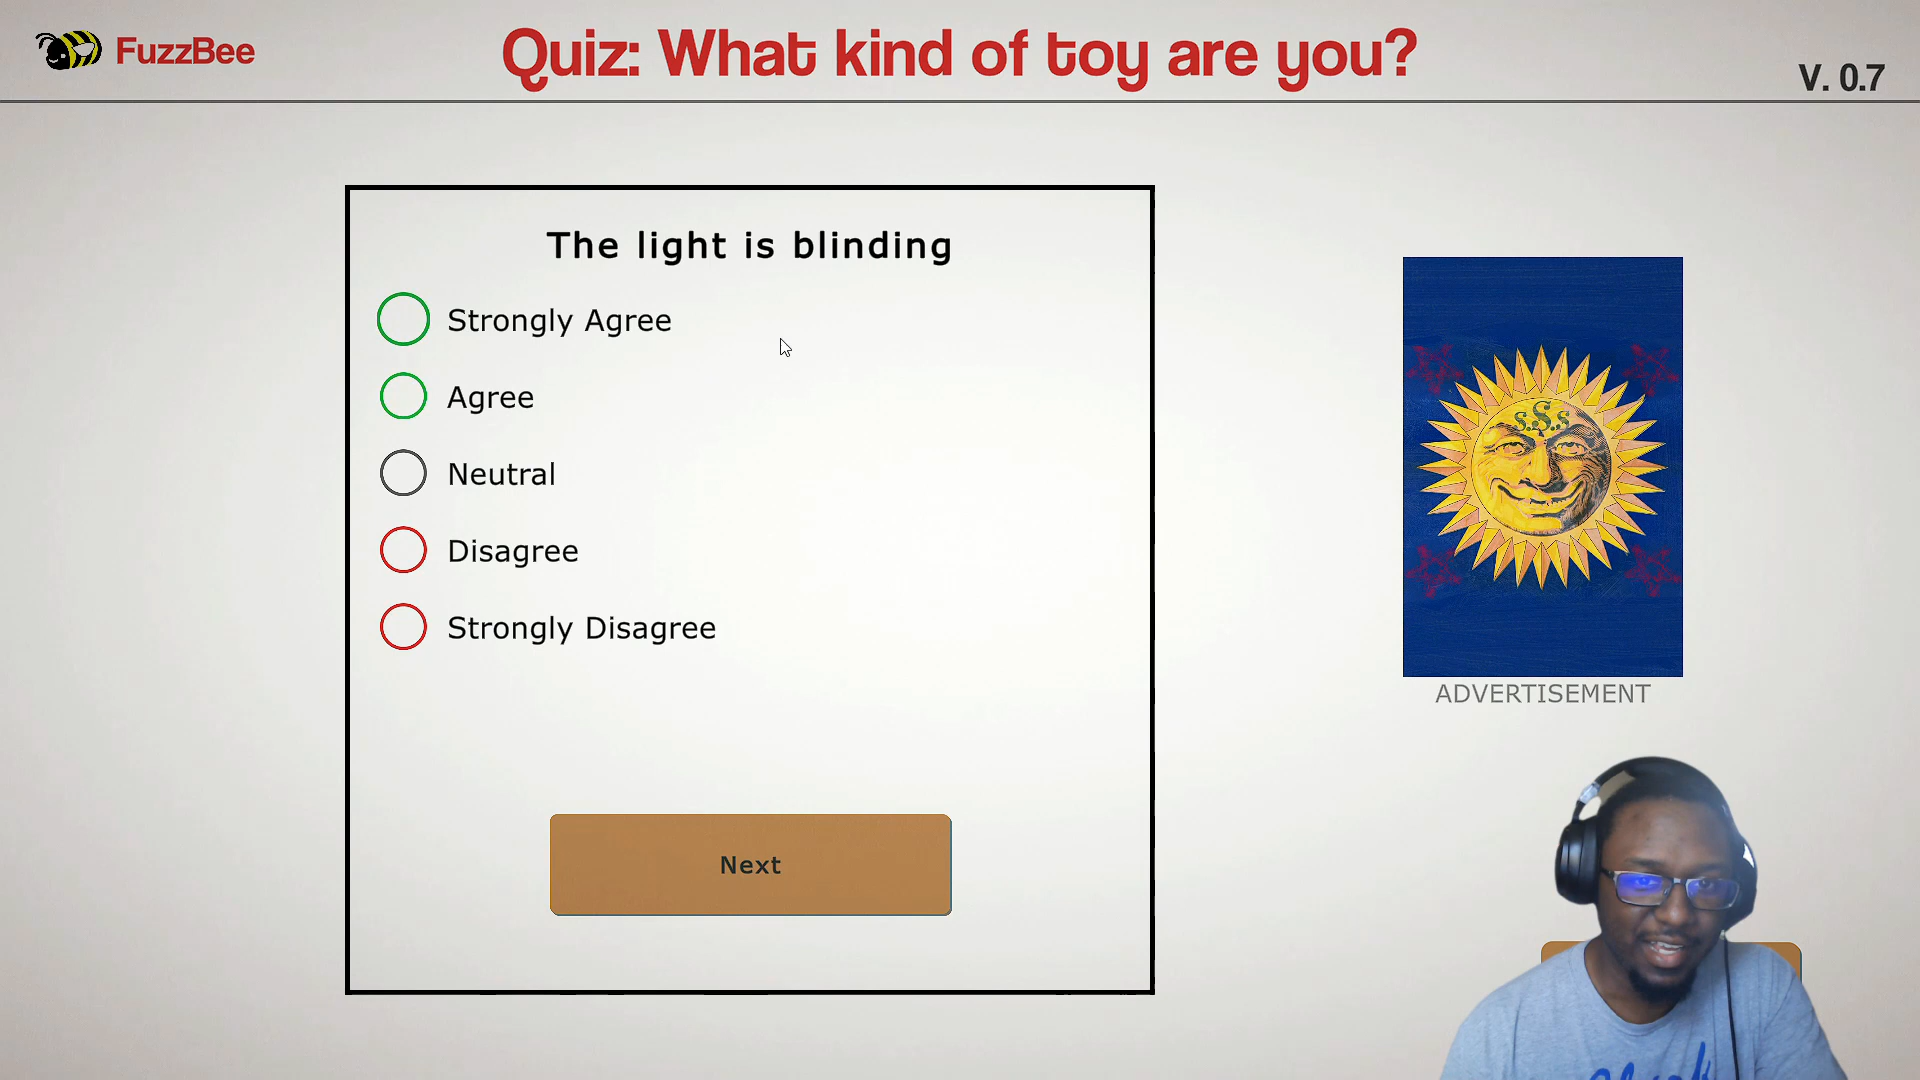 FuzzBee
Quiz: What kind of toy are you?
V. 0.7
The light is blinding
Strongly Agree
Agree
Neutral
Disagree
Strongly Disagree
Next
s.S.s
ADVERTISEMENT